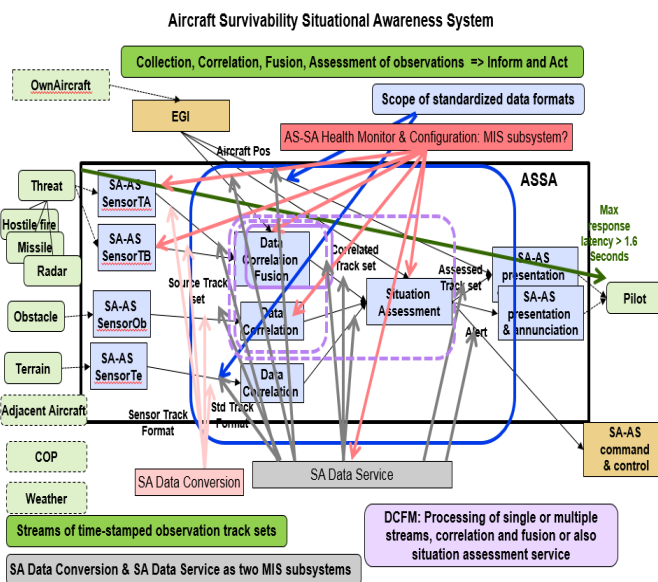 Aircraft Survivability Situational Awareness System
Collection, Correlation, Fusion, Assessment of observations => Inform and Act
OwnAircraft
Scope of standardized data formats
EGI
AS-SA Health Monitor & Configuration: MIS subsystem?
Aircraft Pos
ASSA
Threat
SA-AS
SensorTA
Max
response
latency > 1.6
Seconds
Hostile fire
Missile
Radar
SA-AS
SensorTB
Data
Correlation
Fusion
Correlated
Track set
Assessed
Track set
SA-AS
presentation
Pilot
Source Track
set
SA-AS
presentation
& annunciation
Obstacle
SA-AS
SensorOb
Data
Correlation
Situation
Assessment
Alert
Terrain
SA-AS
SensorTe
Data
Correlation
Adjacent Aircraft
Sensor Track
Format
Std Track
Format
SA-AS
command
& control
COP
SA Data Conversion
SA Data Service
Weather
Streams of time-stamped observation track sets
DCFM: Processing of single or multiple
streams, correlation and fusion or also
situation assessment service
SA Data Conversion & SA Data Service as two MIS subsystems